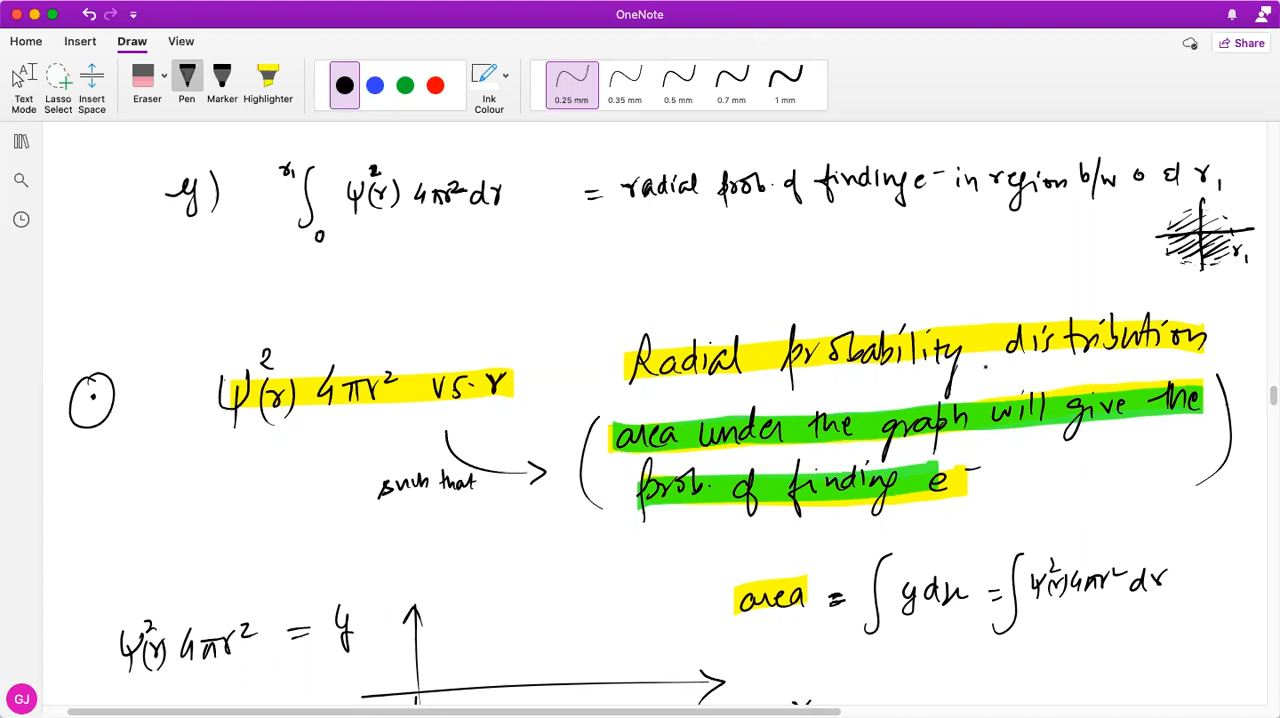 OneNote
Home Insert Draw View
Share
Text Mode
Lasso Select
Insert Space
Eraser
Pen
Marker
Highlighter
Ink Colour
0.25 mm 0.35 mm 0.5 mm 0.7 mm 1 mm
eg) ∫₀^r₁ ψ²(r) 4πr² dr = radial prob. of finding e⁻ in region b/w 0 & r₁
r₁
Radial probability distribution
ψ²(r) 4πr² vs. r
(area under the graph will give the
prob. of finding e⁻)
such that
area = ∫ y dx = ∫ ψ²(r) 4πr² dr
ψ²(r) 4πr² = y
GJ